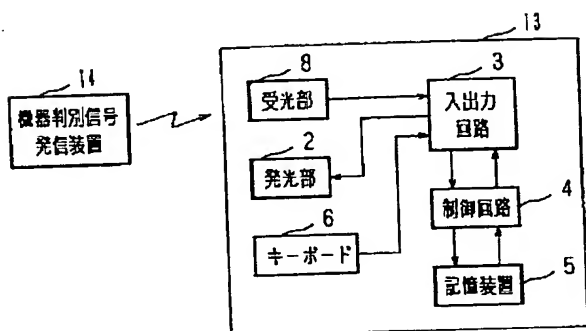 13
14
機器判別信号
発信装置
8
受光部
3
入出力
回路
2
発光部
制御回路
4
6
キーボード
記憶装置
5